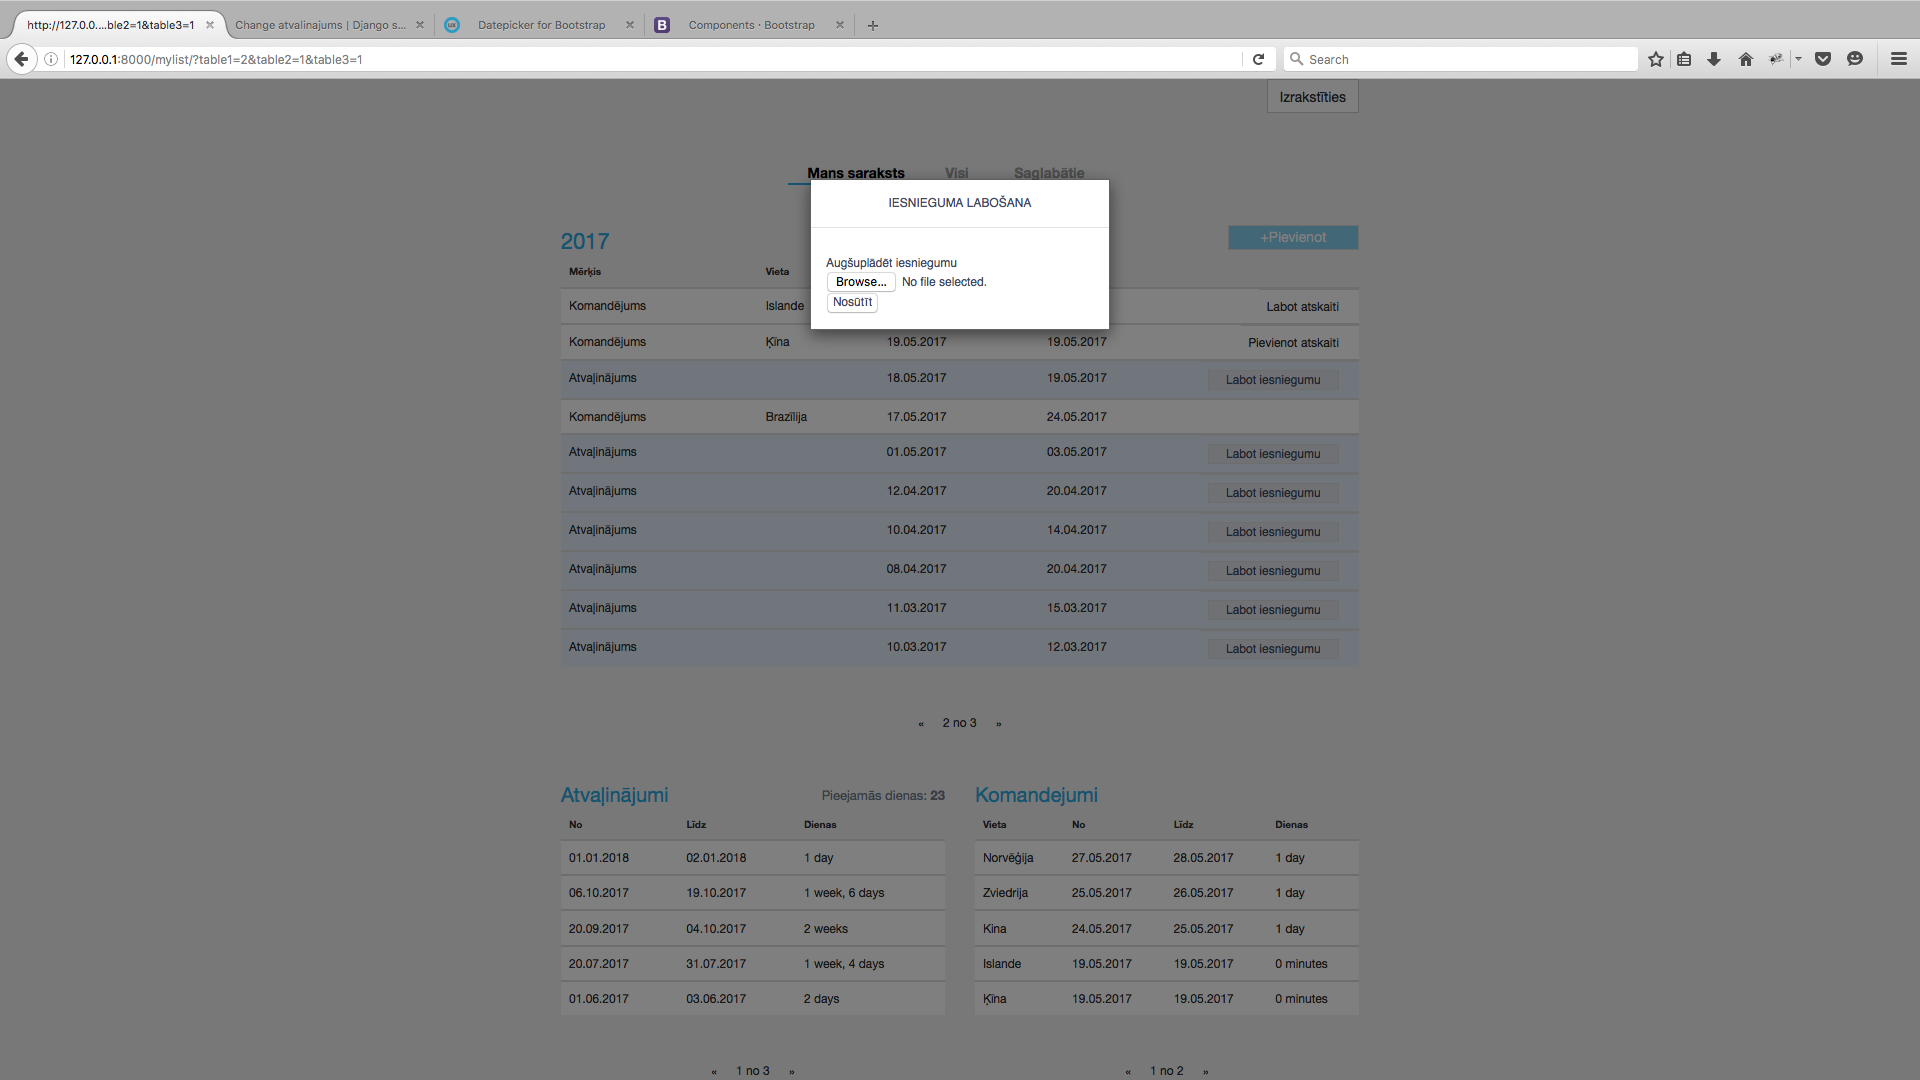 http://127.0.0....ble2=1&table3=1
Change atvalinajums | Django s...
Datepicker for Bootstrap
Components · Bootstrap
127.0.0.1:8000/mylist/?table1=2&table2=1&table3=1
Search
Izrakstīties
Mans saraksts Visi Saglabātie
IESNIEGUMA LABOŠANA
Augšuplādēt iesniegumu
Browse... No file selected.
Nosūtīt
2017
+Pievienot
Mērķis Vieta
Komandējums Islande Labot atskaiti
Komandējums Ķīna 19.05.2017 19.05.2017 Pievienot atskaiti
Atvaļinājums 18.05.2017 19.05.2017 Labot iesniegumu
Komandējums Brazīlija 17.05.2017 24.05.2017
Atvaļinājums 01.05.2017 03.05.2017 Labot iesniegumu
Atvaļinājums 12.04.2017 20.04.2017 Labot iesniegumu
Atvaļinājums 10.04.2017 14.04.2017 Labot iesniegumu
Atvaļinājums 08.04.2017 20.04.2017 Labot iesniegumu
Atvaļinājums 11.03.2017 15.03.2017 Labot iesniegumu
Atvaļinājums 10.03.2017 12.03.2017 Labot iesniegumu
« 2 no 3 »
Atvaļinājumi Pieejamās dienas: 23
No Līdz Dienas
01.01.2018 02.01.2018 1 day
06.10.2017 19.10.2017 1 week, 6 days
20.09.2017 04.10.2017 2 weeks
20.07.2017 31.07.2017 1 week, 4 days
01.06.2017 03.06.2017 2 days
« 1 no 3 »
Komandejumi
Vieta No Līdz Dienas
Norvēģija 27.05.2017 28.05.2017 1 day
Zviedrija 25.05.2017 26.05.2017 1 day
Kina 24.05.2017 25.05.2017 1 day
Islande 19.05.2017 19.05.2017 0 minutes
Ķīna 19.05.2017 19.05.2017 0 minutes
« 1 no 2 »